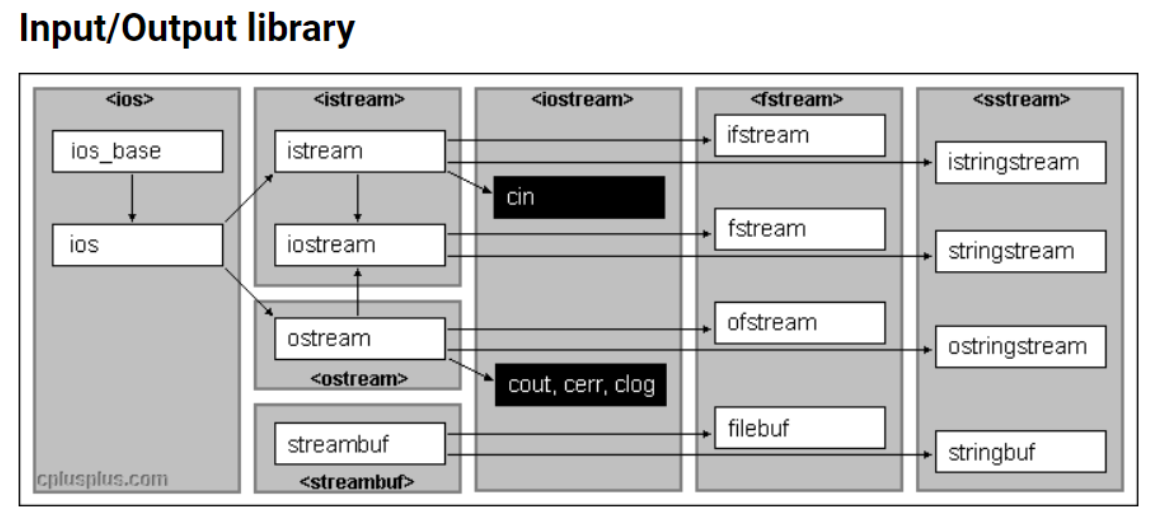 Input/Output library
<ios>
<istream>
<iostream>
<fstream>
<sstream>
ios_base
istream
ifstream
istringstream
cin
ios
iostream
fstream
stringstream
ostream
ofstream
ostringstream
<ostream>
cout, cerr, clog
streambuf
filebuf
stringbuf
<streambuf>
cplusplus.com